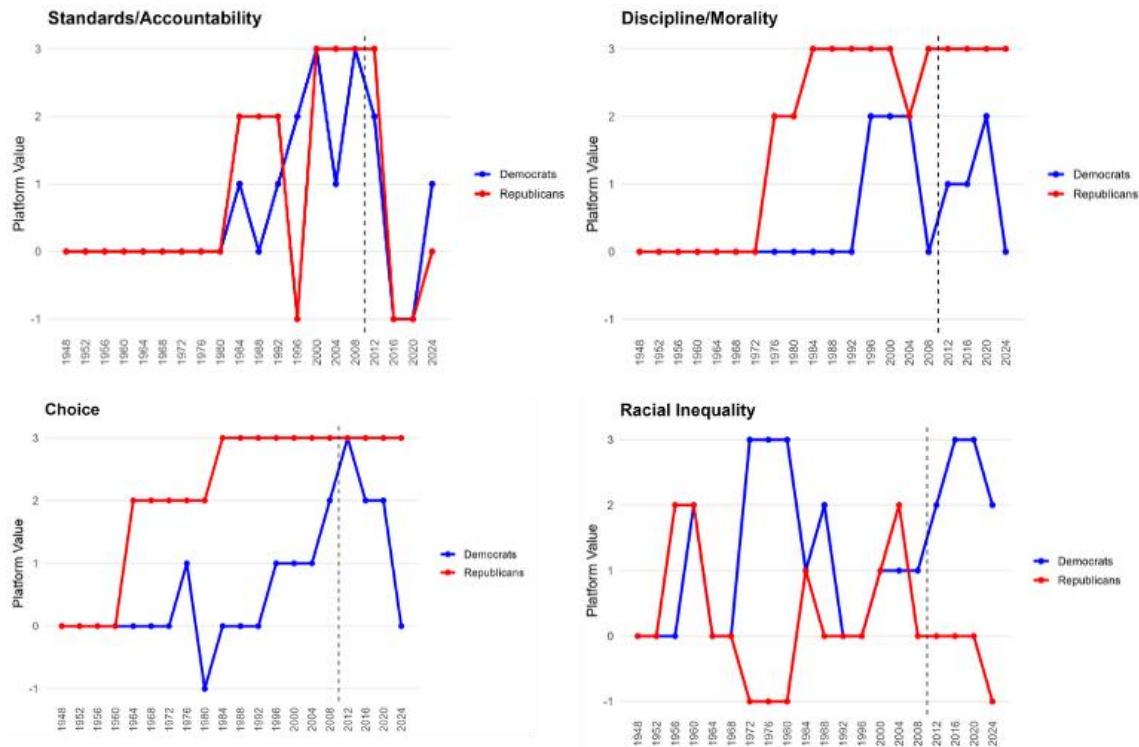 Standards/Accountability
Platform Value
3
2
1
0
-1
1948 1952 1956 1960 1964 1968 1972 1976 1980 1984 1988 1992 1996 2000 2004 2008 2012 2016 2020 2024
Democrats
Republicans
Discipline/Morality
Platform Value
3
2
1
0
-1
1948 1952 1956 1960 1964 1968 1972 1976 1980 1984 1988 1992 1996 2000 2004 2008 2012 2016 2020 2024
Democrats
Republicans
Choice
Platform Value
3
2
1
0
-1
1948 1952 1956 1960 1964 1968 1972 1976 1980 1984 1988 1992 1996 2000 2004 2008 2012 2016 2020 2024
Democrats
Republicans
Racial Inequality
Platform Value
3
2
1
0
-1
1948 1952 1956 1960 1964 1968 1972 1976 1980 1984 1988 1992 1996 2000 2004 2008 2012 2016 2020 2024
Democrats
Republicans